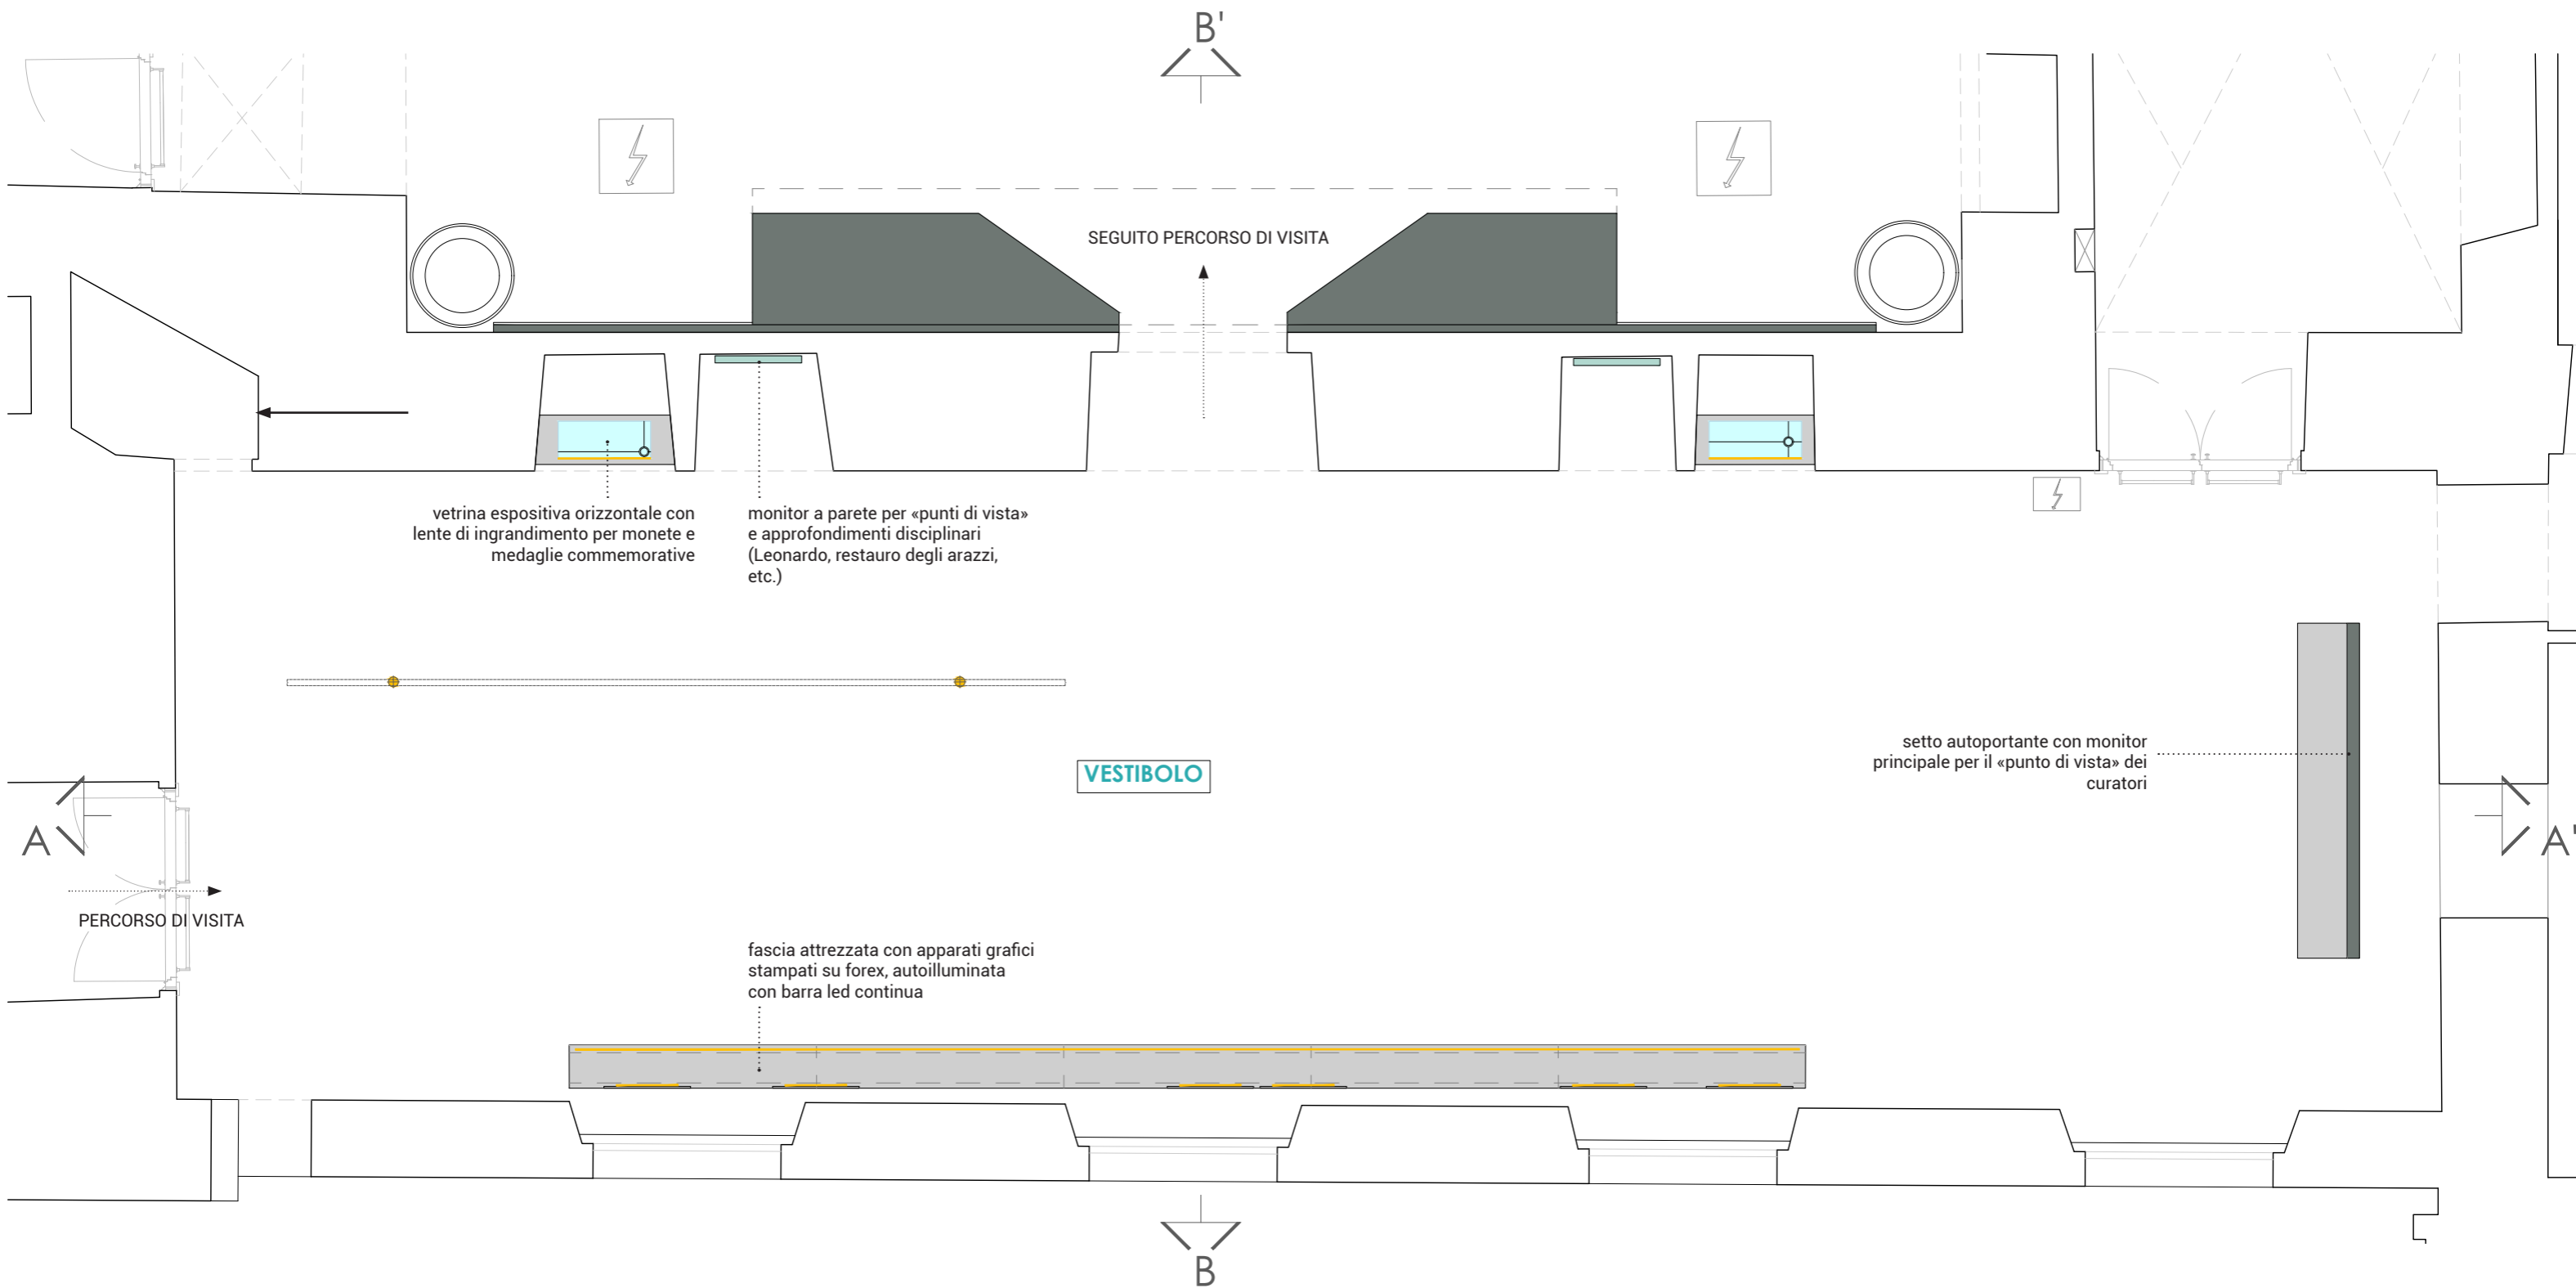 B'
SEGUITO PERCORSO DI VISITA
vetrina espositiva orizzontale con
lente di ingrandimento per monete e
medaglie commemorative
monitor a parete per «punti di vista»
e approfondimenti disciplinari
(Leonardo, restauro degli arazzi,
etc.)
VESTIBOLO
setto autoportante con monitor
principale per il «punto di vista» dei
curatori
A
A'
PERCORSO DI VISITA
fascia attrezzata con apparati grafici
stampati su forex, autoilluminata
con barra led continua
B